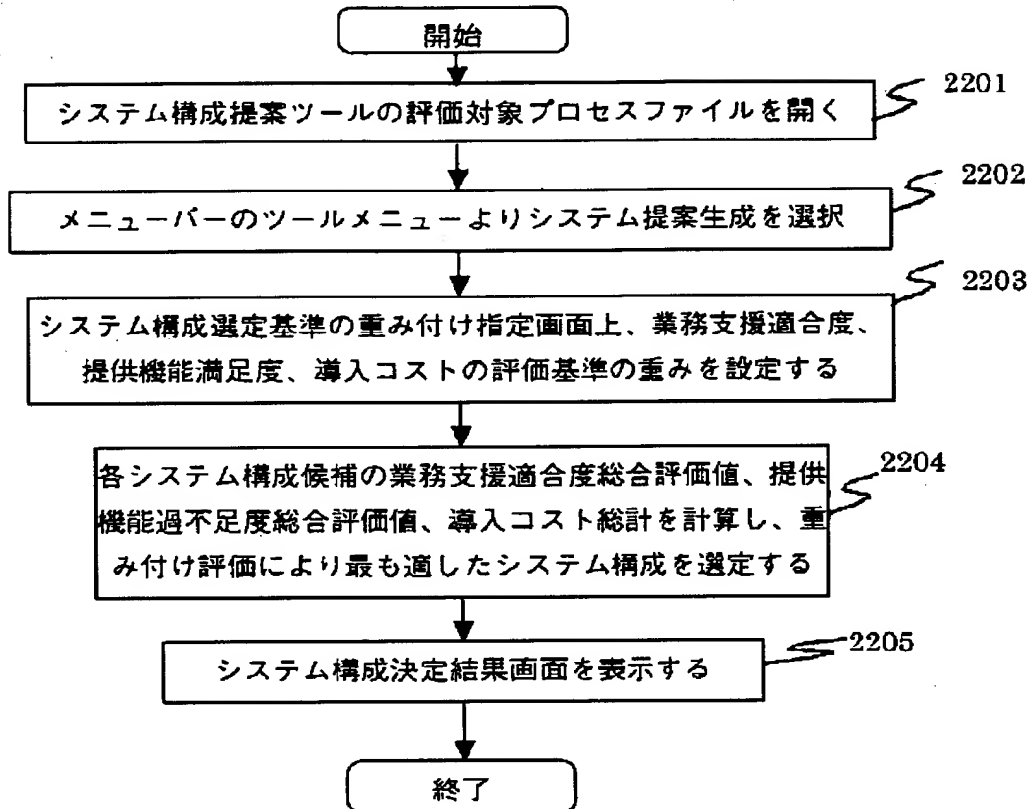 開始
システム構成提案ツールの評価対象プロセスファイルを開く
2201
メニューバーのツールメニューよりシステム提案生成を選択
2202
システム構成選定基準の重み付け指定画面上、業務支援適合度、
提供機能満足度、導入コストの評価基準の重みを設定する
2203
各システム構成候補の業務支援適合度総合評価値、提供
機能過不足度総合評価値、導入コスト総計を計算し、重
み付け評価により最も適したシステム構成を選定する
2204
システム構成決定結果画面を表示する
2205
終了